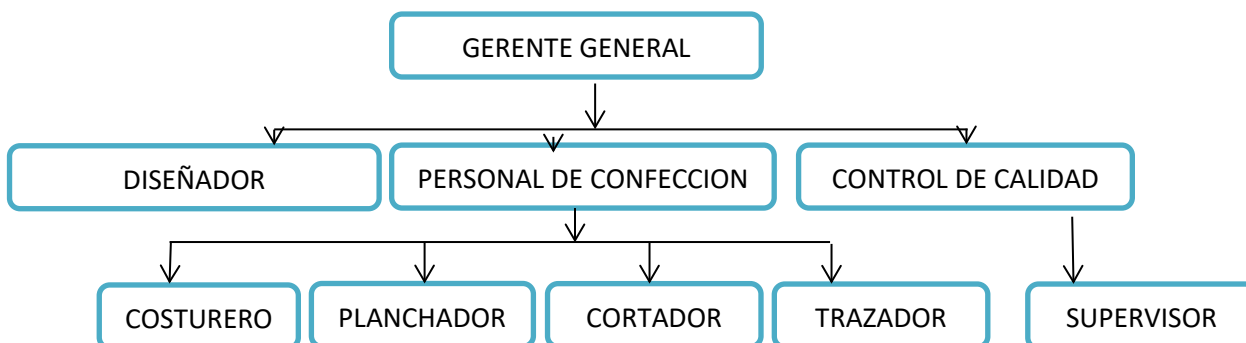 GERENTE GENERAL
DISEÑADOR
PERSONAL DE CONFECCION
CONTROL DE CALIDAD
COSTURERO
PLANCHADOR
CORTADOR
TRAZADOR
SUPERVISOR